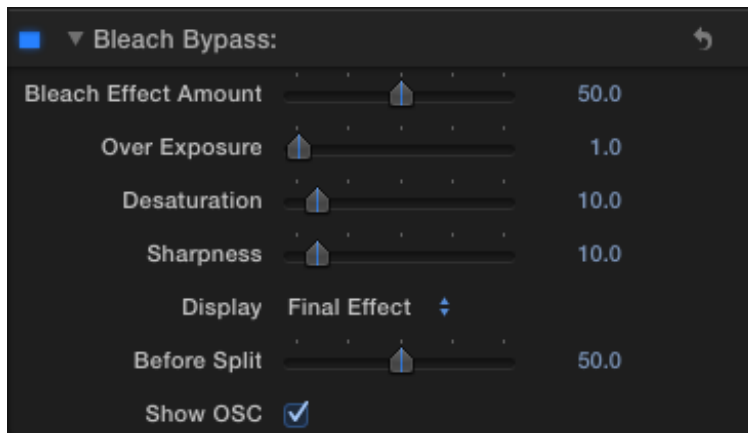 Bleach Bypass:
Bleach Effect Amount 50.0
Over Exposure 1.0
Desaturation 10.0
Sharpness 10.0
Display Final Effect
Before Split 50.0
Show OSC